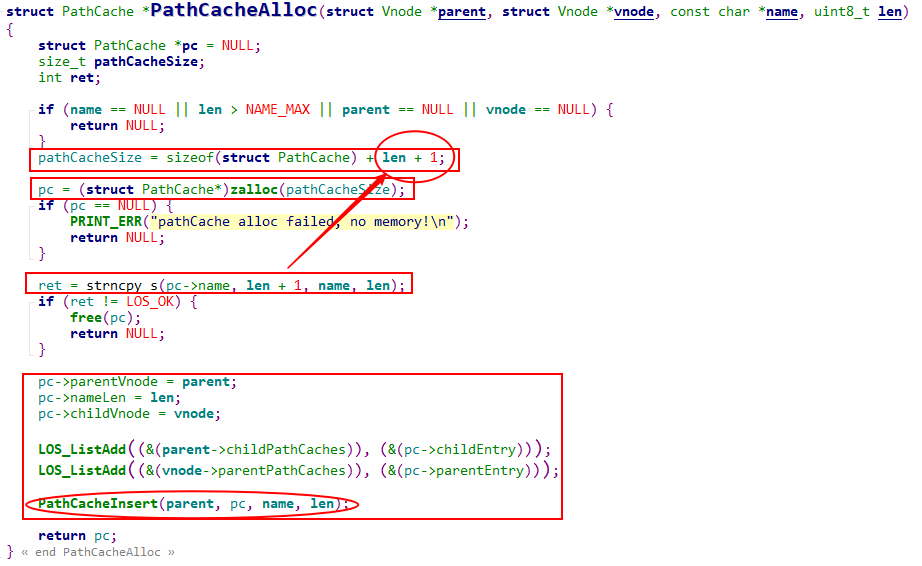 struct PathCache *PathCacheAlloc(struct Vnode *parent, struct Vnode *vnode, const char *name, uint8_t len)
{
    struct PathCache *pc = NULL;
    size_t pathCacheSize;
    int ret;

    if (name == NULL || len > NAME_MAX || parent == NULL || vnode == NULL) {
        return NULL;
    }
    pathCacheSize = sizeof(struct PathCache) + len + 1;

    pc = (struct PathCache*)zalloc(pathCacheSize);
    if (pc == NULL) {
        PRINT_ERR("pathCache alloc failed, no memory!\n");
        return NULL;
    }

    ret = strncpy_s(pc->name, len + 1, name, len);
    if (ret != LOS_OK) {
        free(pc);
        return NULL;
    }

    pc->parentVnode = parent;
    pc->nameLen = len;
    pc->childVnode = vnode;

    LOS_ListAdd((&(parent->childPathCaches)), (&(pc->childEntry)));
    LOS_ListAdd((&(vnode->parentPathCaches)), (&(pc->parentEntry)));

    PathCacheInsert(parent, pc, name, len);

    return pc;
} « end PathCacheAlloc »